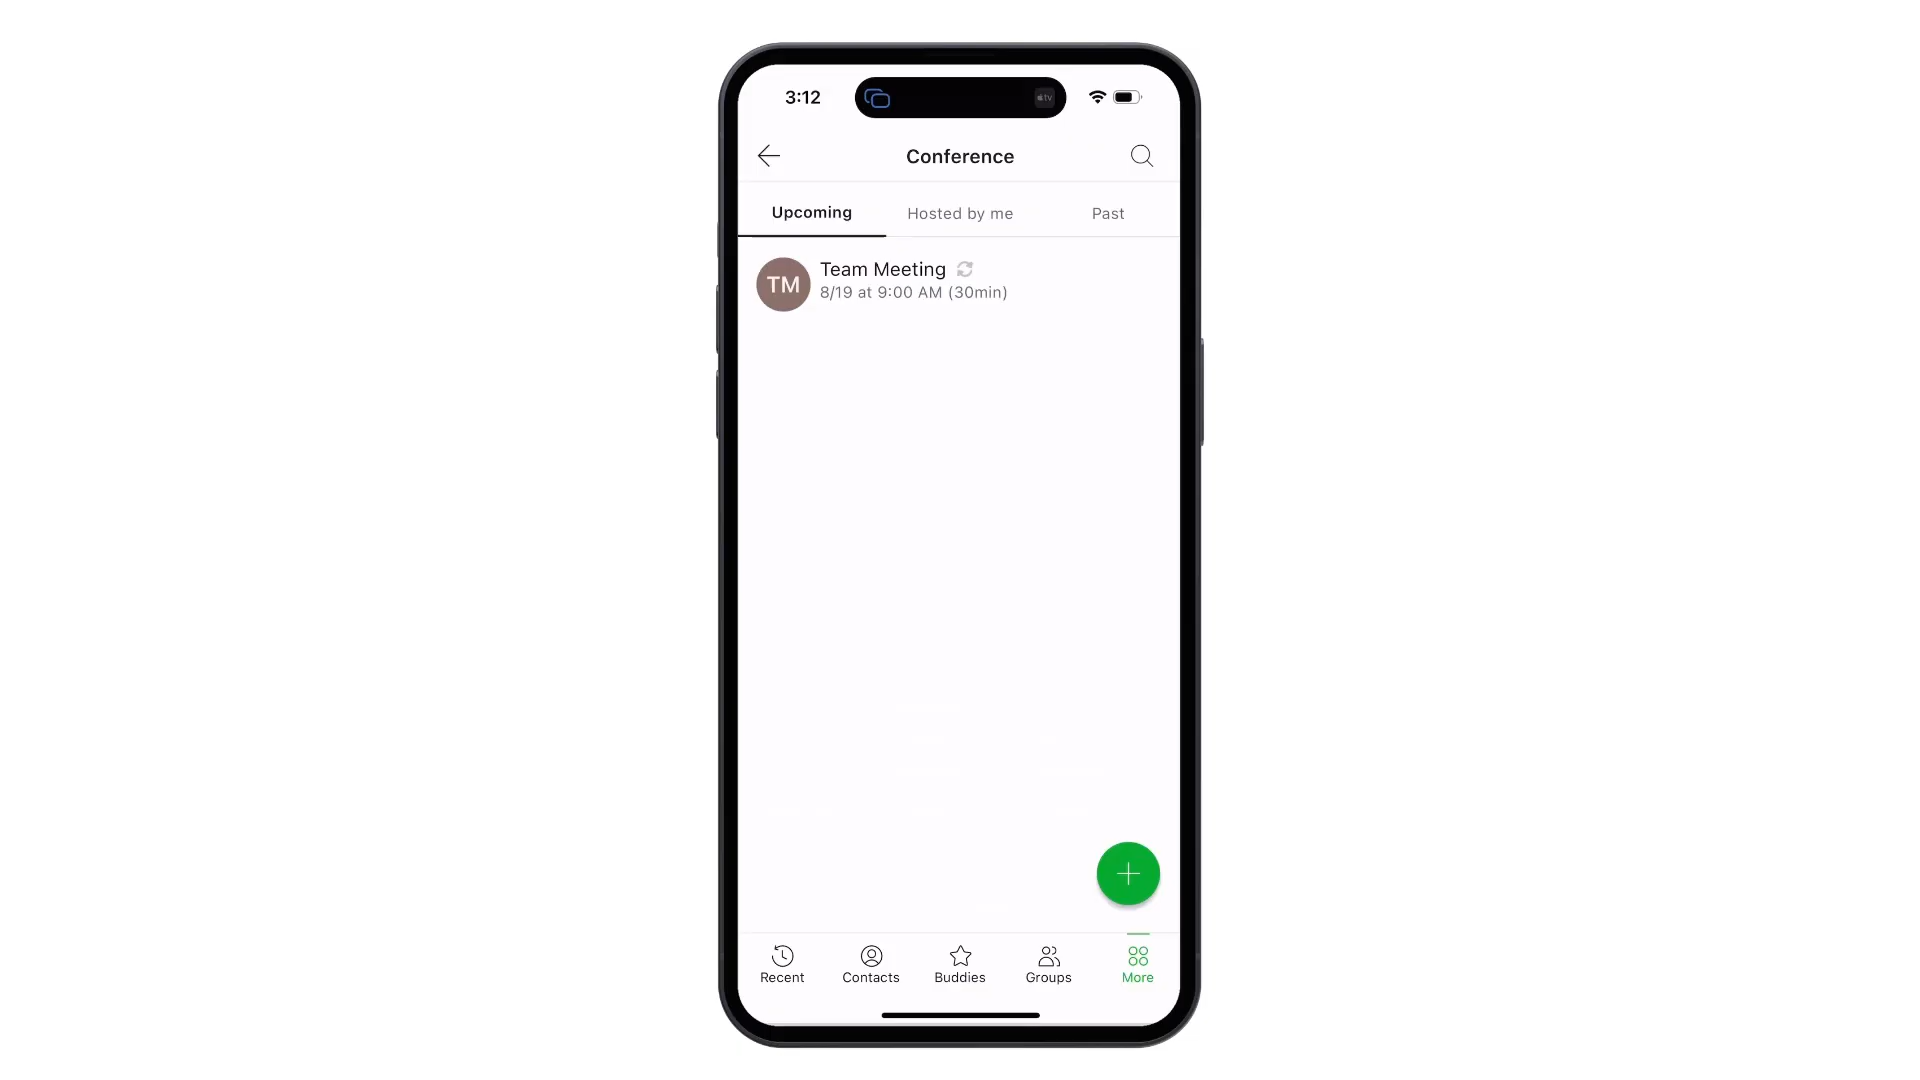 3:12
tv
Conference
Upcoming Hosted by me Past
TM
Team Meeting
8/19 at 9:00 AM (30min)
Recent Contacts Buddies Groups More